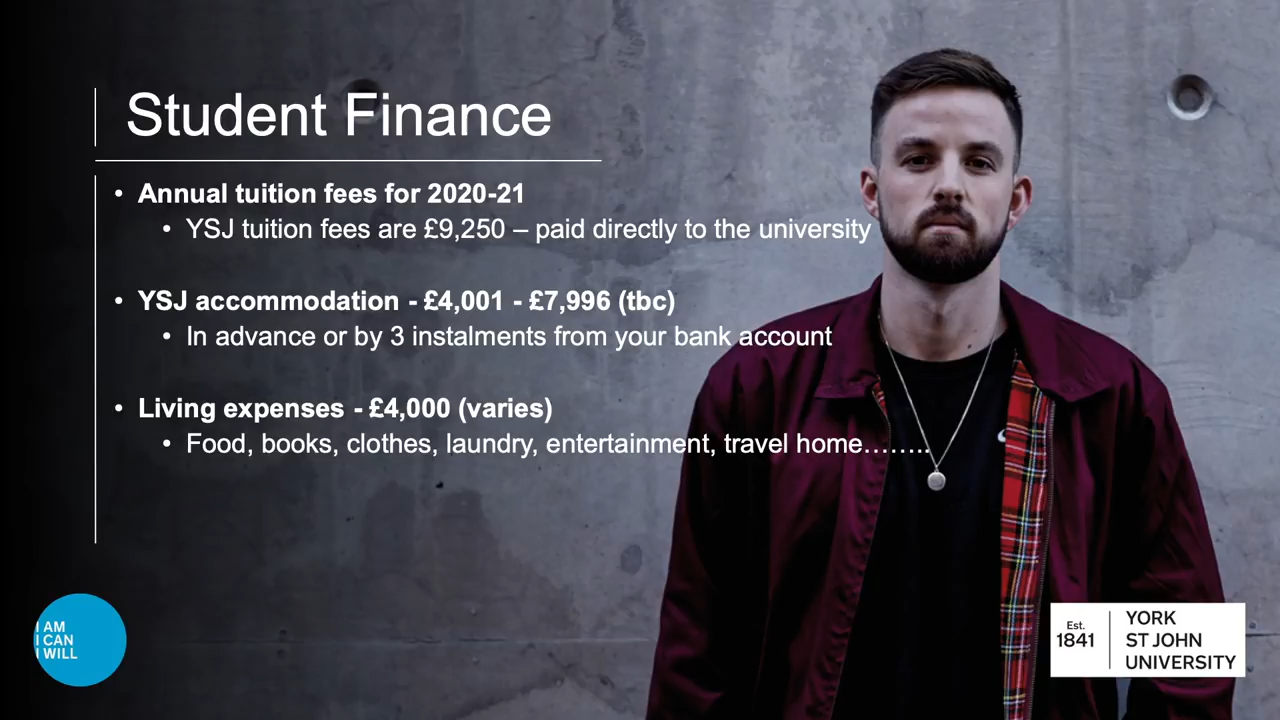 Student Finance
• Annual tuition fees for 2020-21
• YSJ tuition fees are £9,250 – paid directly to the university
• YSJ accommodation - £4,001 - £7,996 (tbc)
• In advance or by 3 instalments from your bank account
• Living expenses - £4,000 (varies)
• Food, books, clothes, laundry, entertainment, travel home……..
I AM
I CAN
I WILL
Est.
1841
YORK
ST JOHN
UNIVERSITY